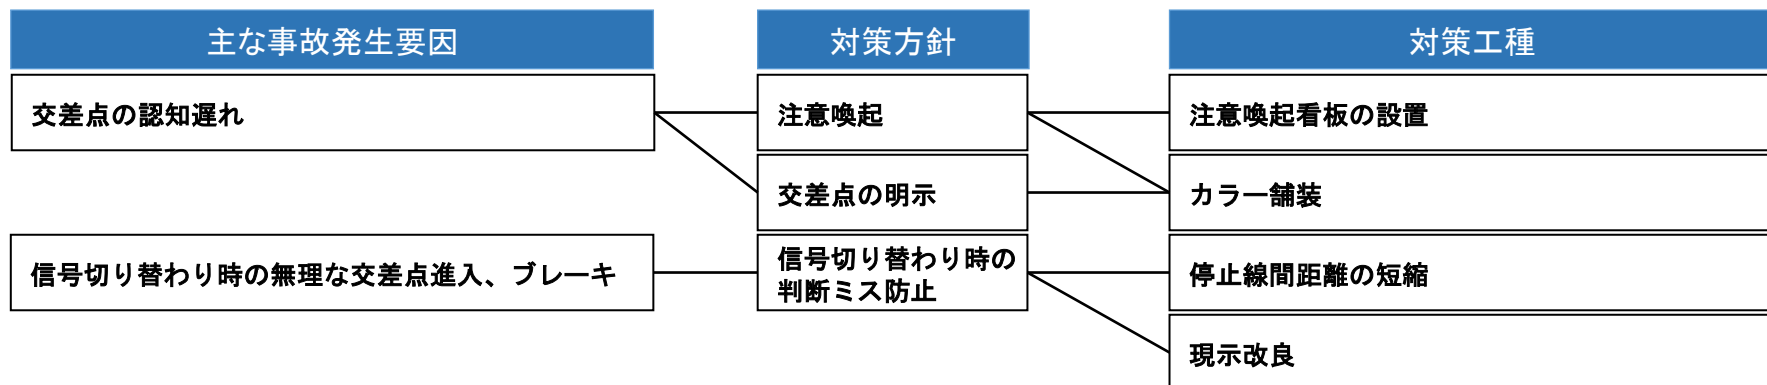 主な事故発生要因
対策方針
対策工種
交差点の認知遅れ
注意喚起
注意喚起看板の設置
交差点の明示
カラー舗装
信号切り替わり時の無理な交差点進入、ブレーキ
信号切り替わり時の
判断ミス防止
停止線間距離の短縮
現示改良